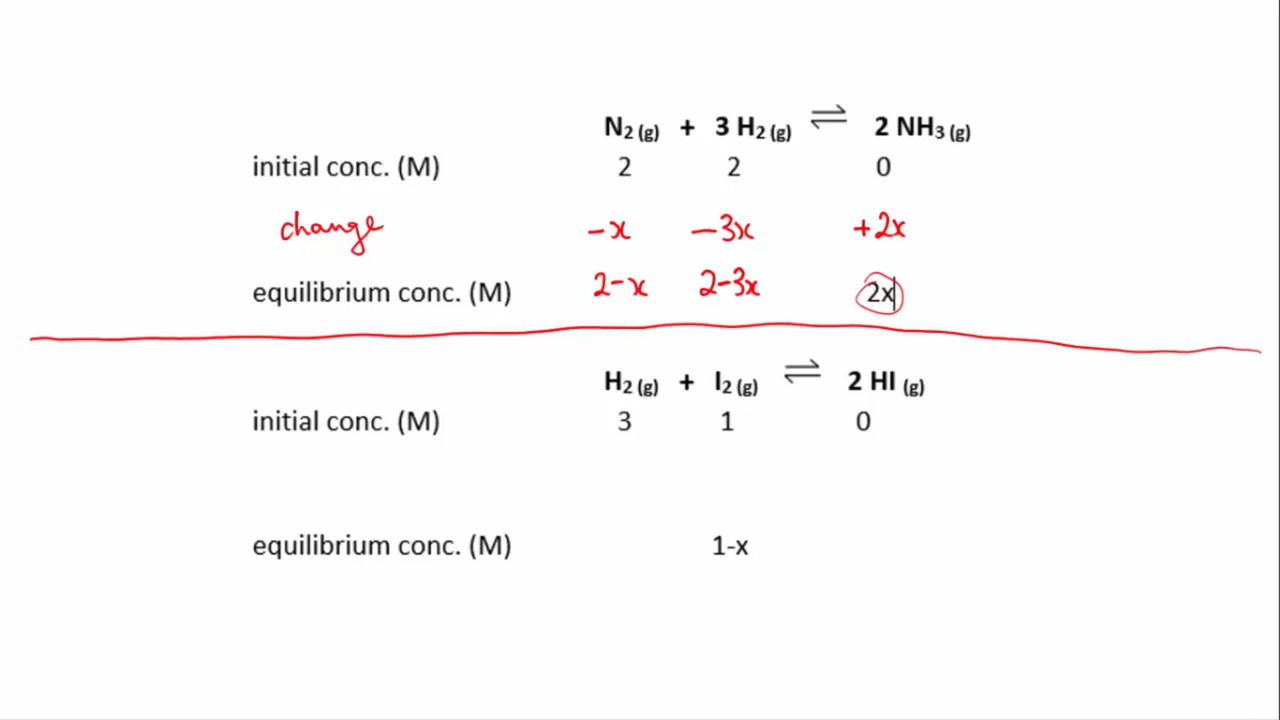 N₂ (g) + 3 H₂ (g) ⇌ 2 NH₃ (g)
initial conc. (M) 2 2 0
change -x -3x +2x
equilibrium conc. (M) 2-x 2-3x 2x
H₂ (g) + I₂ (g) ⇌ 2 HI (g)
initial conc. (M) 3 1 0
equilibrium conc. (M) 1-x